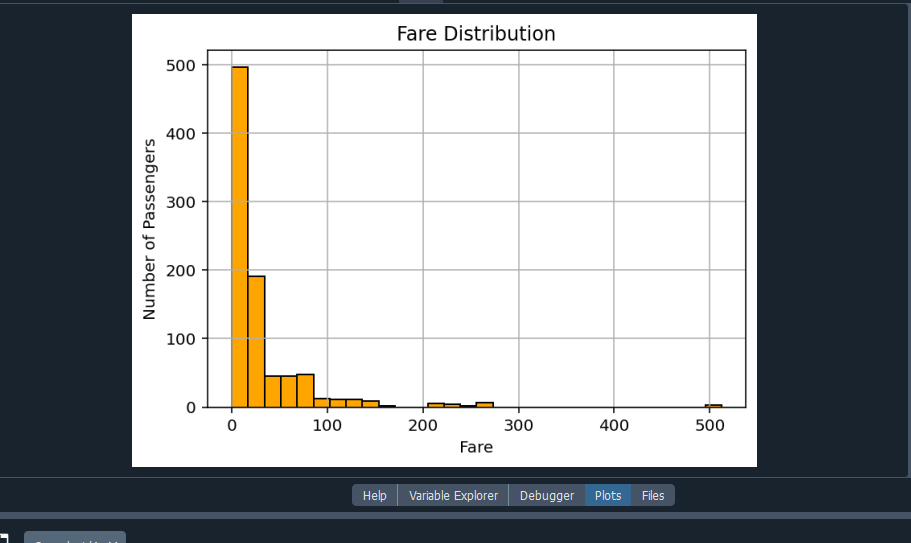 Fare Distribution
500
400
300
200
100
0
Number of Passengers
0 100 200 300 400 500
Fare
Help Variable Explorer Debugger Plots Files